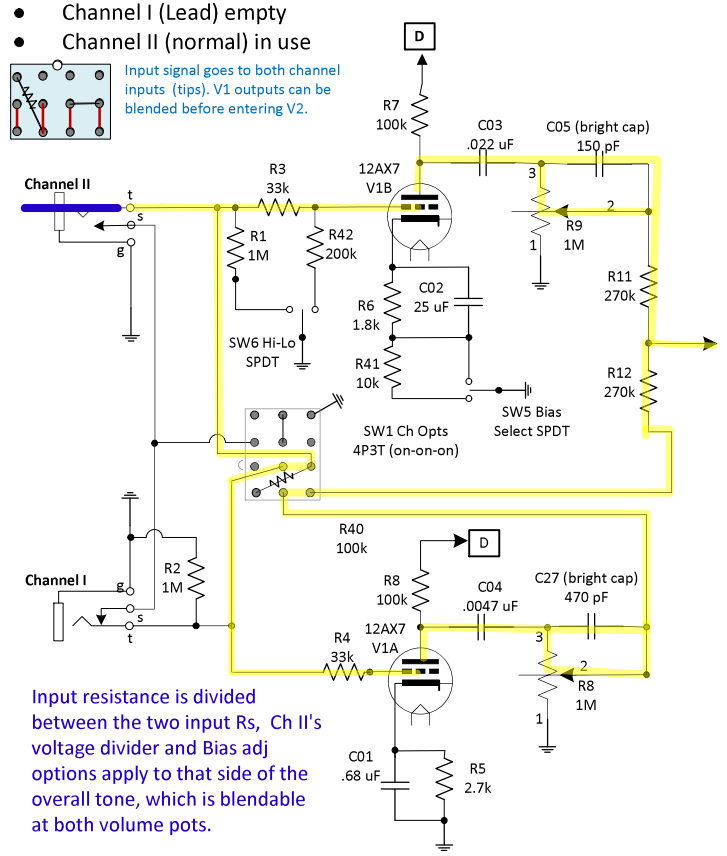 ● Channel I (Lead) empty
● Channel II (normal) in use
Input signal goes to both channel
inputs (tips). V1 outputs can be
blended before entering V2.
D
R7
100k
C03
.022 uF
C05 (bright cap)
150 pF
Channel II
t
s
g
R3
33k
12AX7
V1B
3
2
1
R9
1M
R1
1M
R42
200k
R6
1.8k
C02
25 uF
R11
270k
SW6 Hi-Lo
SPDT
R41
10k
R12
270k
SW5 Bias
Select SPDT
SW1 Ch Opts
4P3T (on-on-on)
R40
100k
D
R2
1M
Channel I
g
s
t
R8
100k
C04
.0047 uF
C27 (bright cap)
470 pF
12AX7
V1A
R4
33k
3
2
1
R8
1M
Input resistance is divided
between the two input Rs, Ch II's
voltage divider and Bias adj
options apply to that side of the
overall tone, which is blendable
at both volume pots.
C01
.68 uF
R5
2.7k